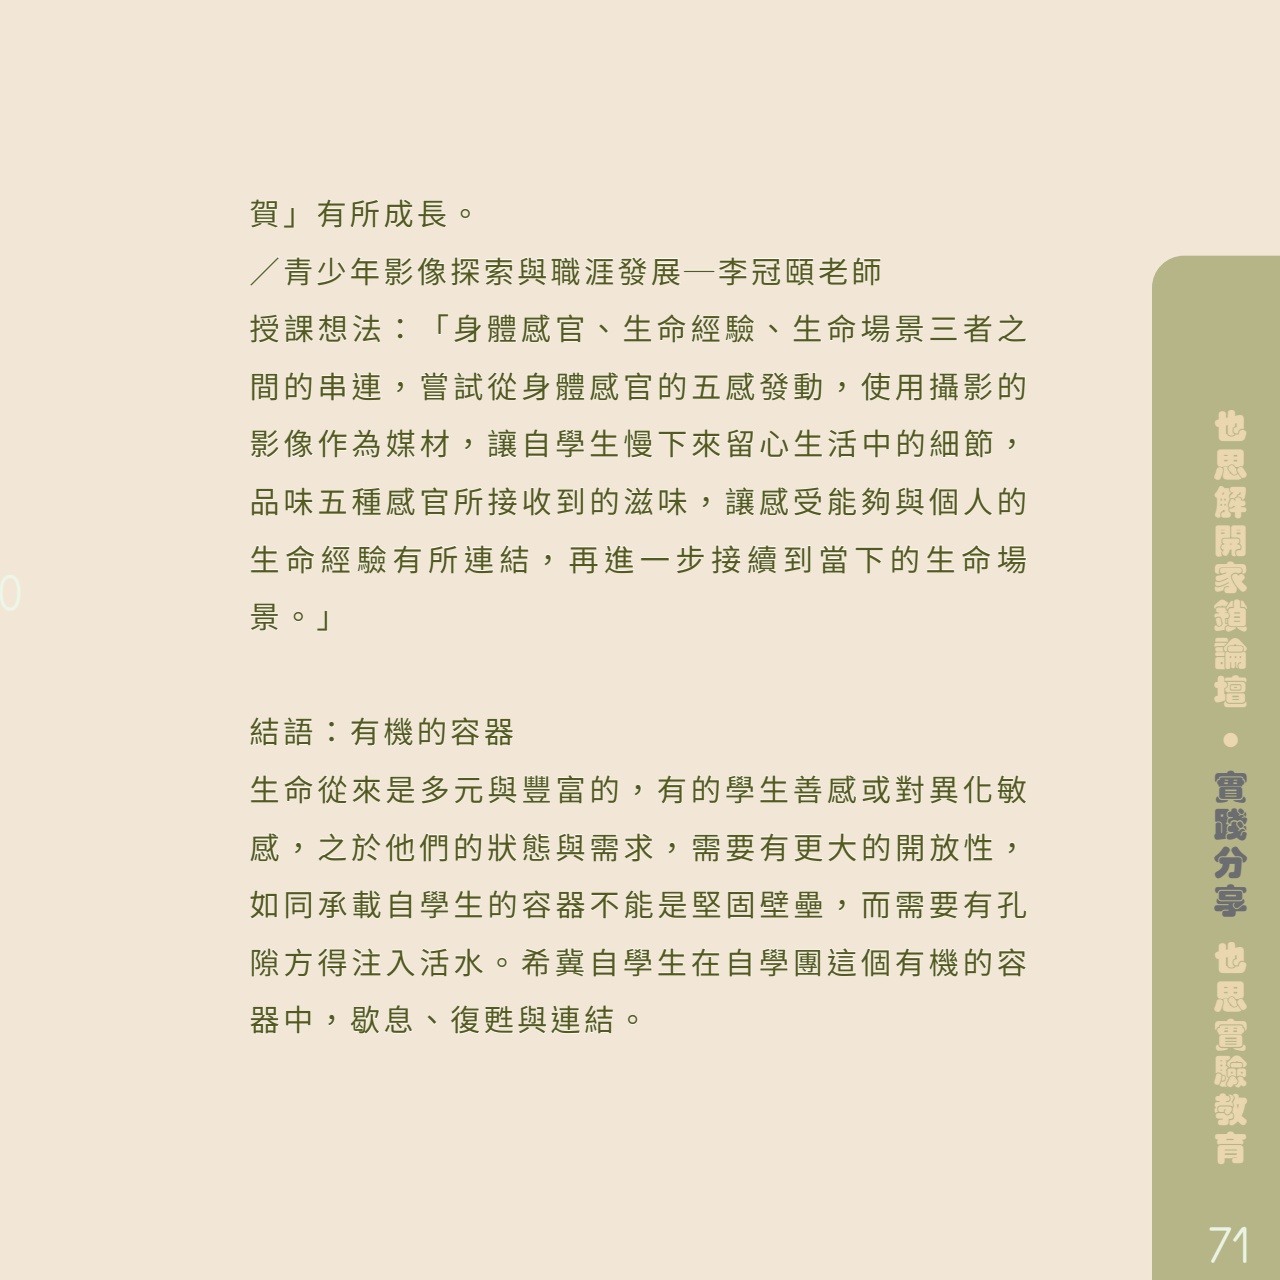 賀」有所成長。
／青少年影像探索與職涯發展—李冠頤老師
授課想法：「身體感官、生命經驗、生命場景三者之
間的串連，嘗試從身體感官的五感發動，使用攝影的
影像作為媒材，讓自學生慢下來留心生活中的細節，
品味五種感官所接收到的滋味，讓感受能夠與個人的
生命經驗有所連結，再進一步接續到當下的生命場
景。」
結語：有機的容器
生命從來是多元與豐富的，有的學生善感或對異化敏
感，之於他們的狀態與需求，需要有更大的開放性，
如同承載自學生的容器不能是堅固壁壘，而需要有孔
隙方得注入活水。希冀自學生在自學團這個有機的容
器中，歇息、復甦與連結。
0
也思解開家鎖論壇 • 實踐分享 也思實驗教育
71